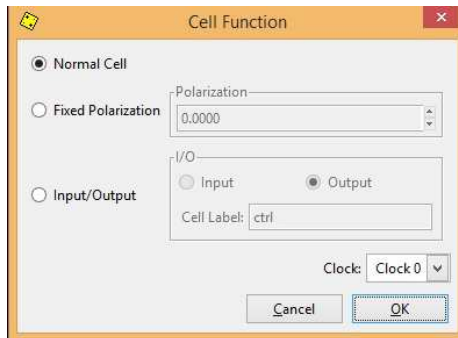 Cell Function
Normal Cell
Polarization
Fixed Polarization
0.0000
I/O
Input
Output
Input/Output
Cell Label: ctrl
Clock: Clock 0
Cancel
OK